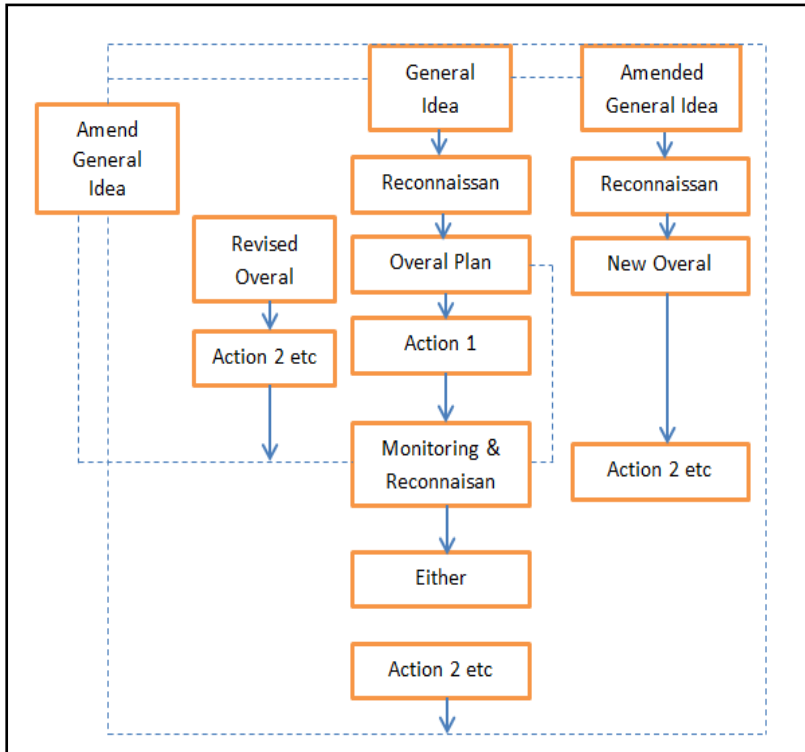 General
Idea
Amended
General Idea
Amend
General
Idea
Reconnaissan
Reconnaissan
Revised
Overal
Overal Plan
New Overal
Action 2 etc
Action 1
Monitoring &
Reconnaisan
Action 2 etc
Either
Action 2 etc